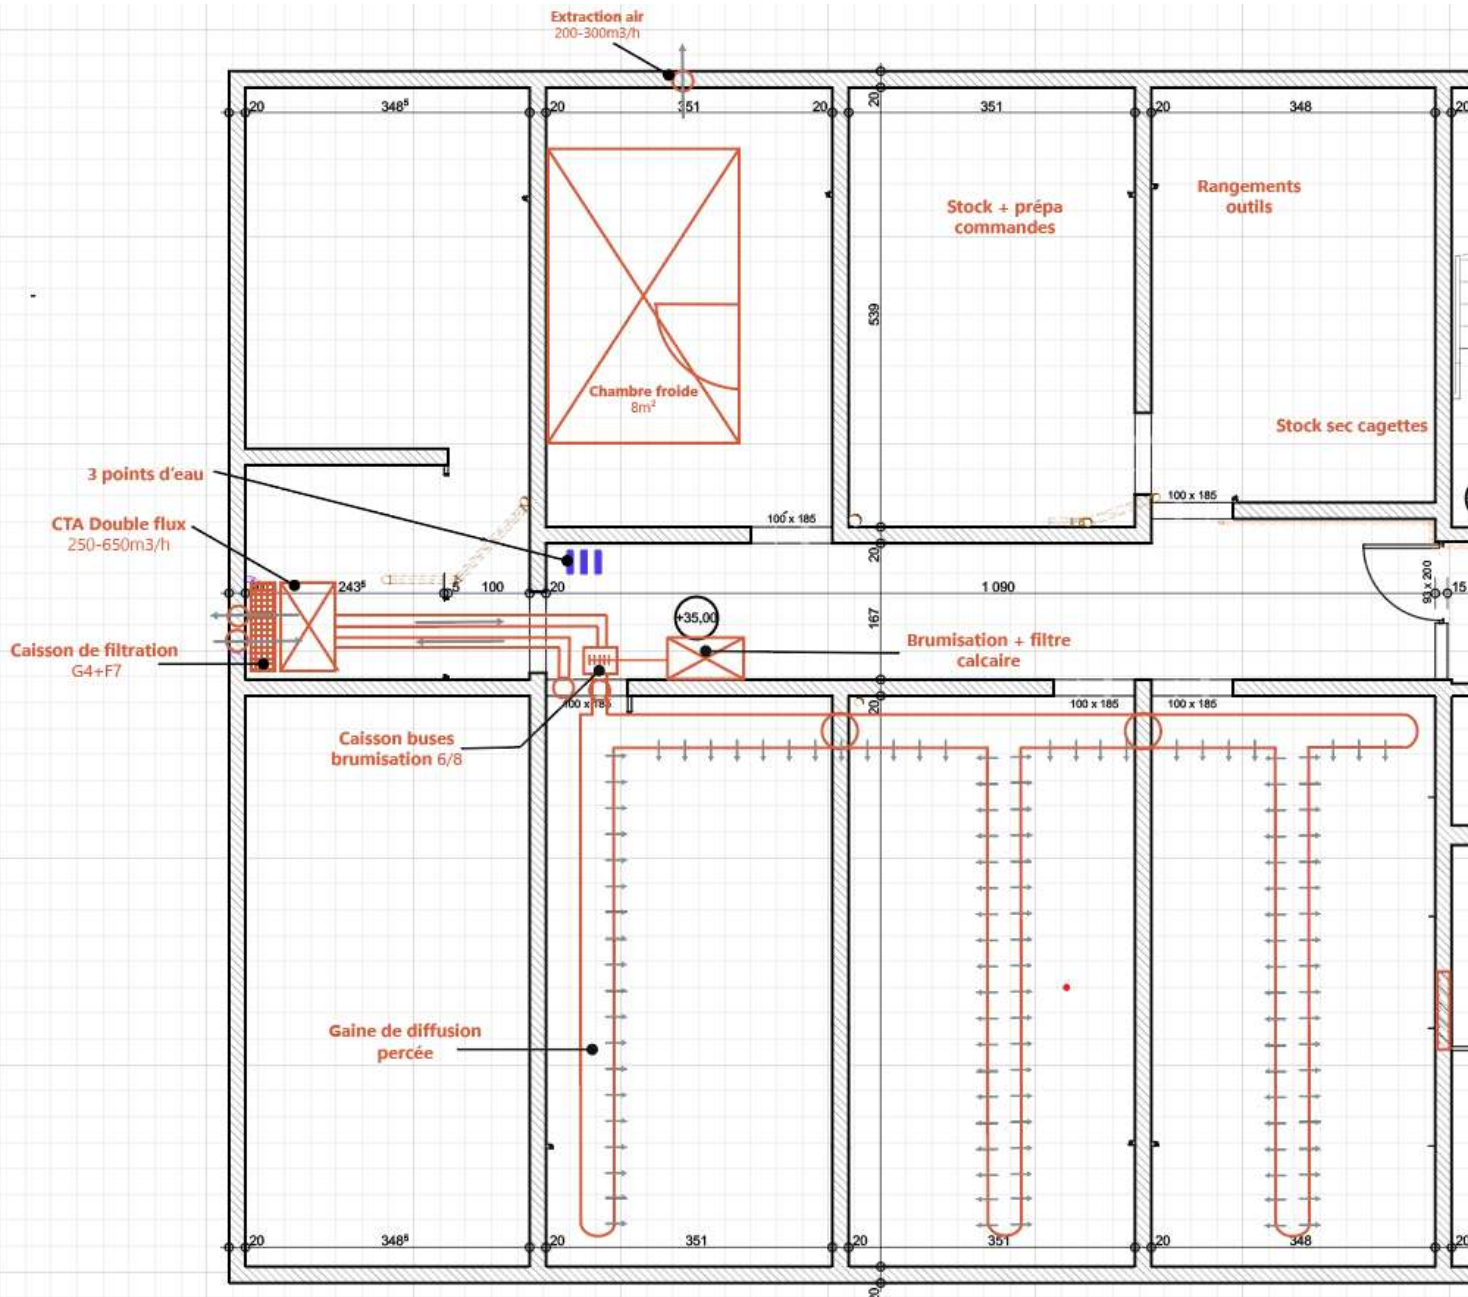 Extraction air
200-300m3/h
20 348⁵ 20 351 20 20 351 20 348 20
Rangements
outils
Stock + prépa
commandes
539
Chambre froide
8m²
Stock sec cagettes
3 points d'eau
100 x 185
100 x 185
CTA Double flux
250-650m3/h
20
243⁵ 5 100 20 1 090 93 x 200 15
+35,00
167
Brumisation + filtre
calcaire
Caisson de filtration
G4+F7
100 x 185 20 100 x 185 100 x 185
Caisson buses
brumisation 6/8
Gaine de diffusion
percée
20 348⁵ 20 351 20 351 20 348 20
20